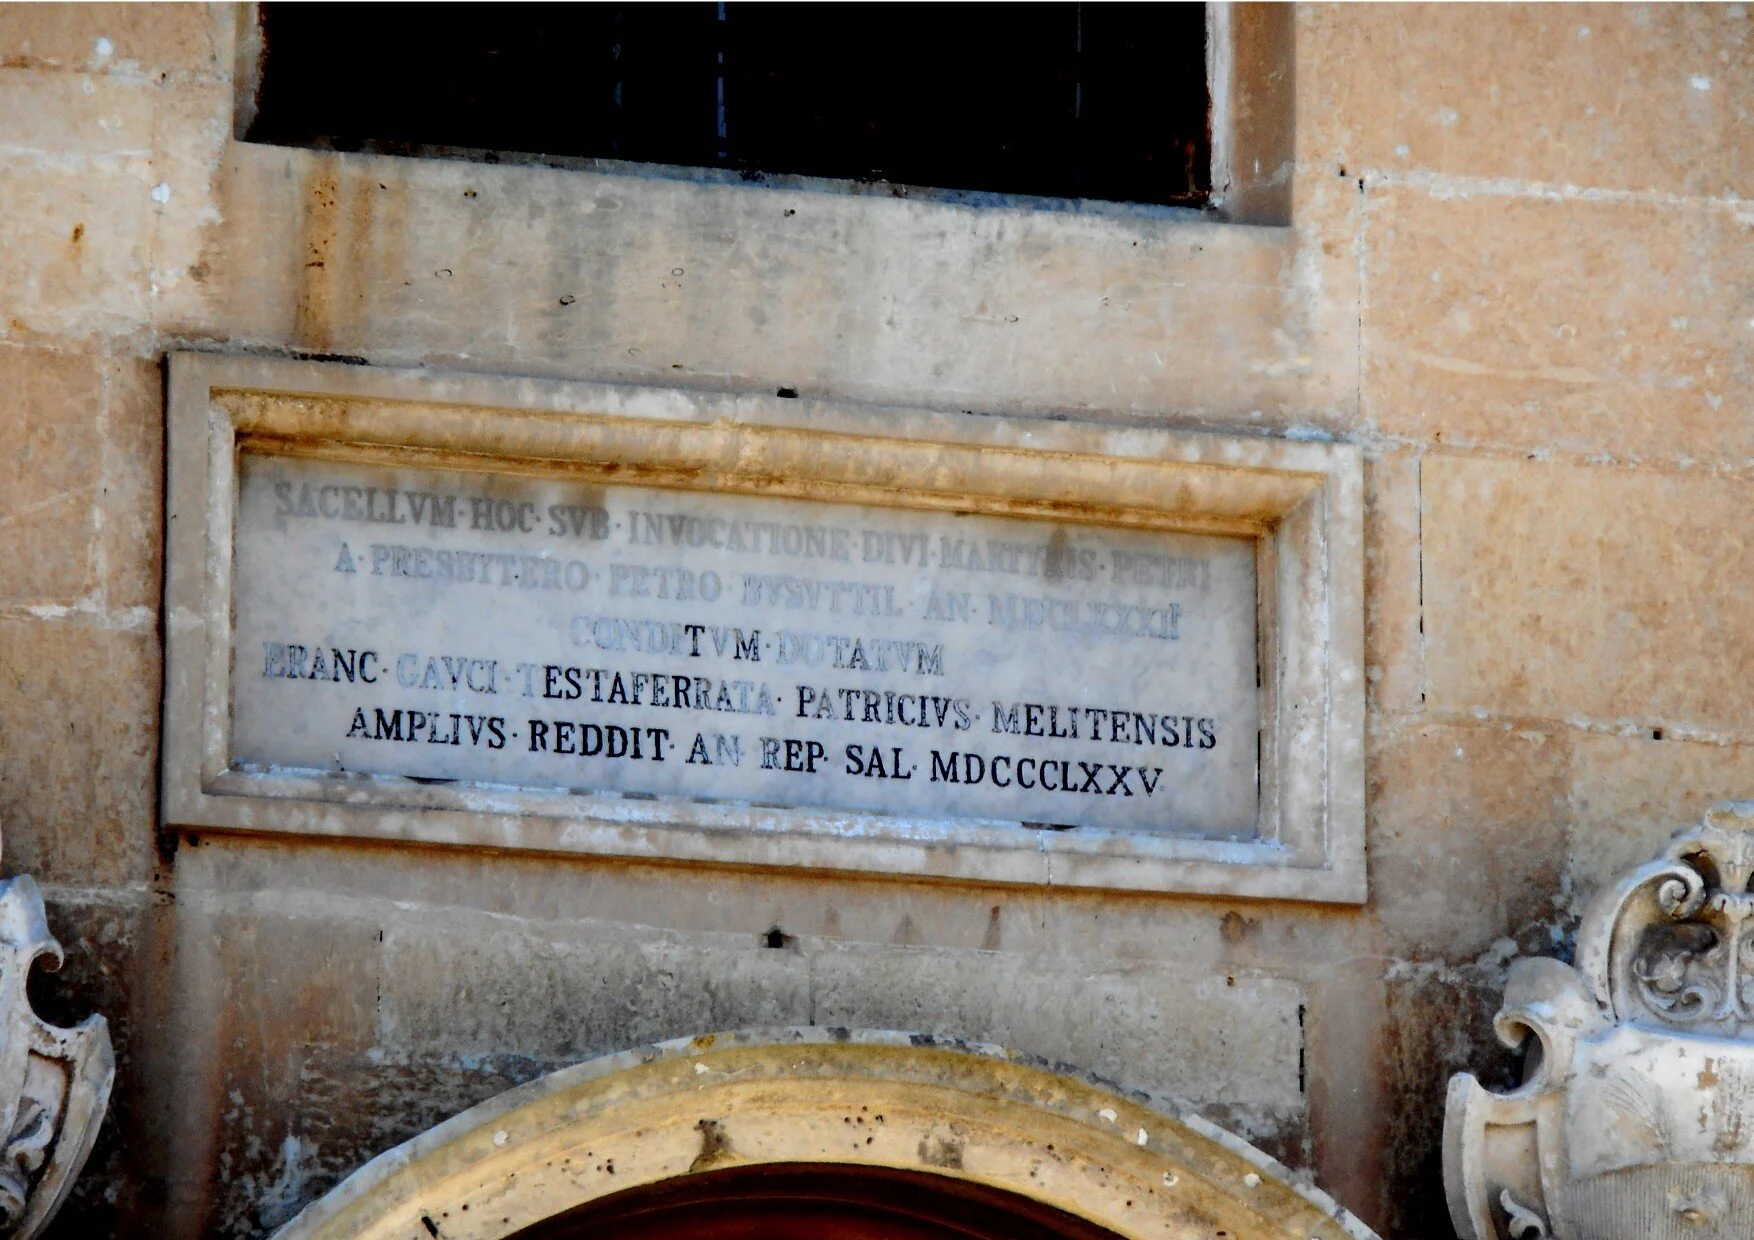 SACELLVM·HOC·SVB·INVOCATIONE·DIVI·MARTYRIS·PETRI
A·PRESBYTERO·PETRO·BVSVTTIL·AN·MDCLXXXII
CONDITVM·DOTATVM
FRANC·GAVCI·TESTAFERRATA·PATRICIVS·MELITENSIS
AMPLIVS·REDDIT·AN·REP·SAL·MDCCCLXXV